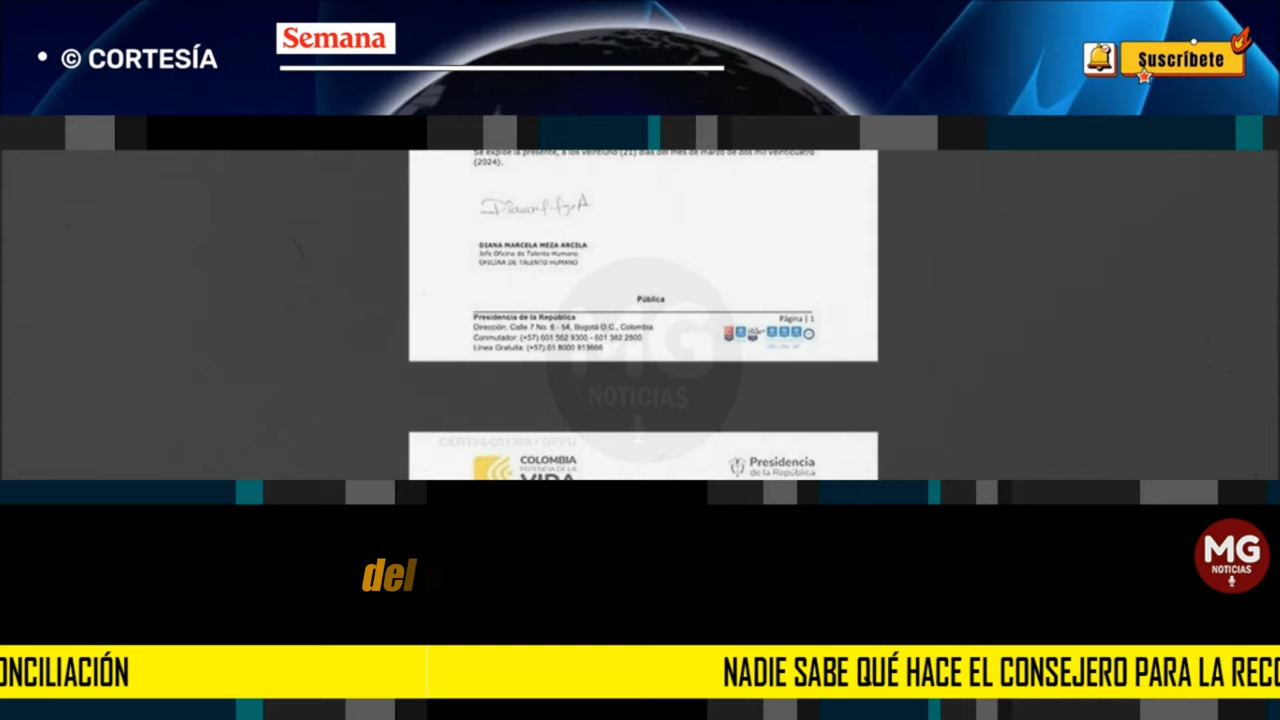 • © CORTESÍA
Semana
Suscríbete
Se expide la presente, a los veintiuno (21) días del mes de marzo de dos mil veinticuatro
(2024).
DIANA MARCELA MEZA ARCILA
Jefe Oficina de Talento Humano
OFICINA DE TALENTO HUMANO
Pública
Presidencia de la República
Página | 1
Dirección: Calle 7 No. 6 - 54, Bogotá D.C., Colombia
Conmutador: (+57) 601 562 9300 - 601 382 2800
Línea Gratuita: (+57) 01 8000 913666
MG
NOTICIAS
COLOMBIA
POTENCIA DE LA
VIDA
Presidencia
de la República
del
MG
NOTICIAS
ONCILIACIÓN
NADIE SABE QUÉ HACE EL CONSEJERO PARA LA RECO